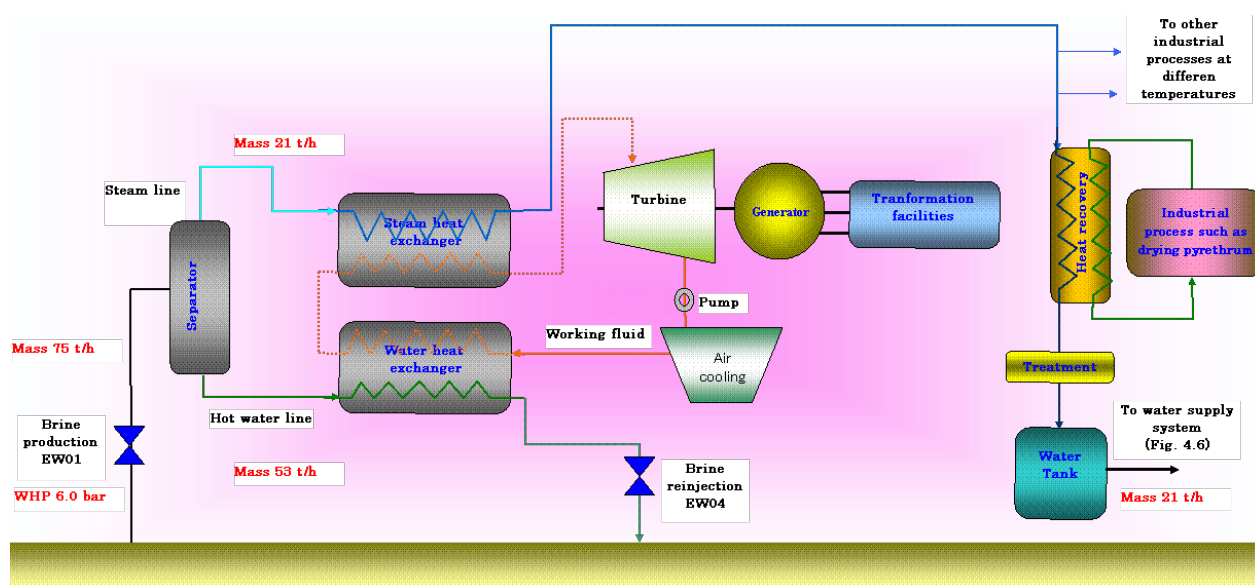 To other
industrial
processes at
differen
temperatures
Mass 21 t/h
Steam line
Steam heat
exchanger
Turbine
Generator
Tranformation
facilities
Heat recovery
Industrial
process such as
drying pyrethrum
Separator
Pump
Mass 75 t/h
Working fluid
Water heat
exchanger
Air
cooling
Treatment
Hot water line
Brine
production
EW01
To water supply
system
(Fig. 4.6)
Mass 53 t/h
Brine
reinjection
EW04
Water
Tank
WHP 6.0 bar
Mass 21 t/h